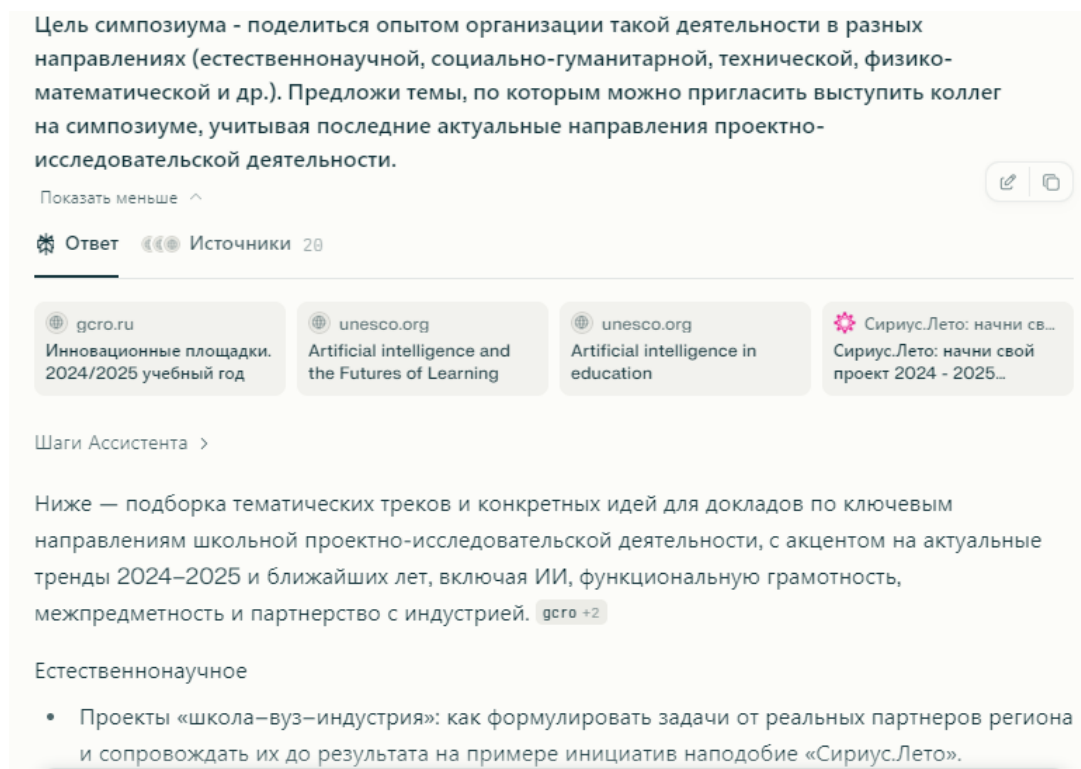 Цель симпозиума - поделиться опытом организации такой деятельности в разных
направлениях (естественнонаучной, социально-гуманитарной, технической, физико-
математической и др.). Предложи темы, по которым можно пригласить выступить коллег
на симпозиуме, учитывая последние актуальные направления проектно-
исследовательской деятельности.
Показать меньше
Ответ Источники 20
gcro.ru
Инновационные площадки.
2024/2025 учебный год
unesco.org
Artificial intelligence and
the Futures of Learning
unesco.org
Artificial intelligence in
education
Сириус.Лето: начни св...
Сириус.Лето: начни свой
проект 2024 - 2025...
Шаги Ассистента
Ниже — подборка тематических треков и конкретных идей для докладов по ключевым
направлениям школьной проектно-исследовательской деятельности, с акцентом на актуальные
тренды 2024–2025 и ближайших лет, включая ИИ, функциональную грамотность,
межпредметность и партнерство с индустрией. gcro +2
Естественнонаучное
• Проекты «школа–вуз–индустрия»: как формулировать задачи от реальных партнеров региона
и сопровождать их до результата на примере инициатив наподобие «Сириус.Лето».